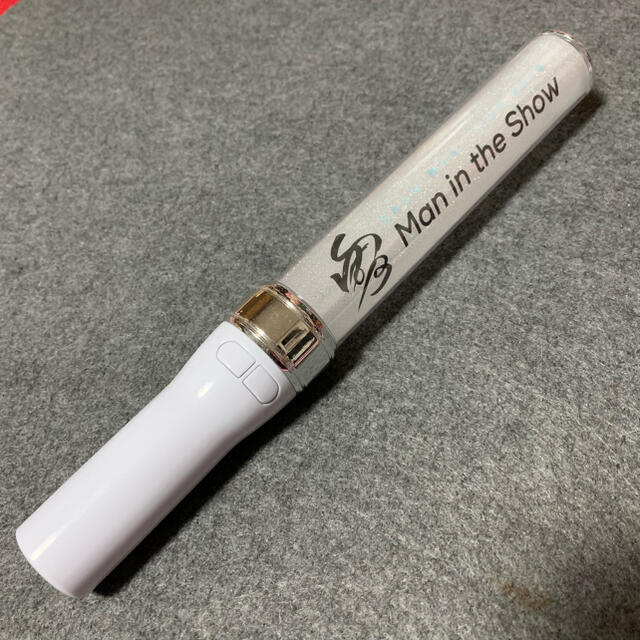 Man in the Show